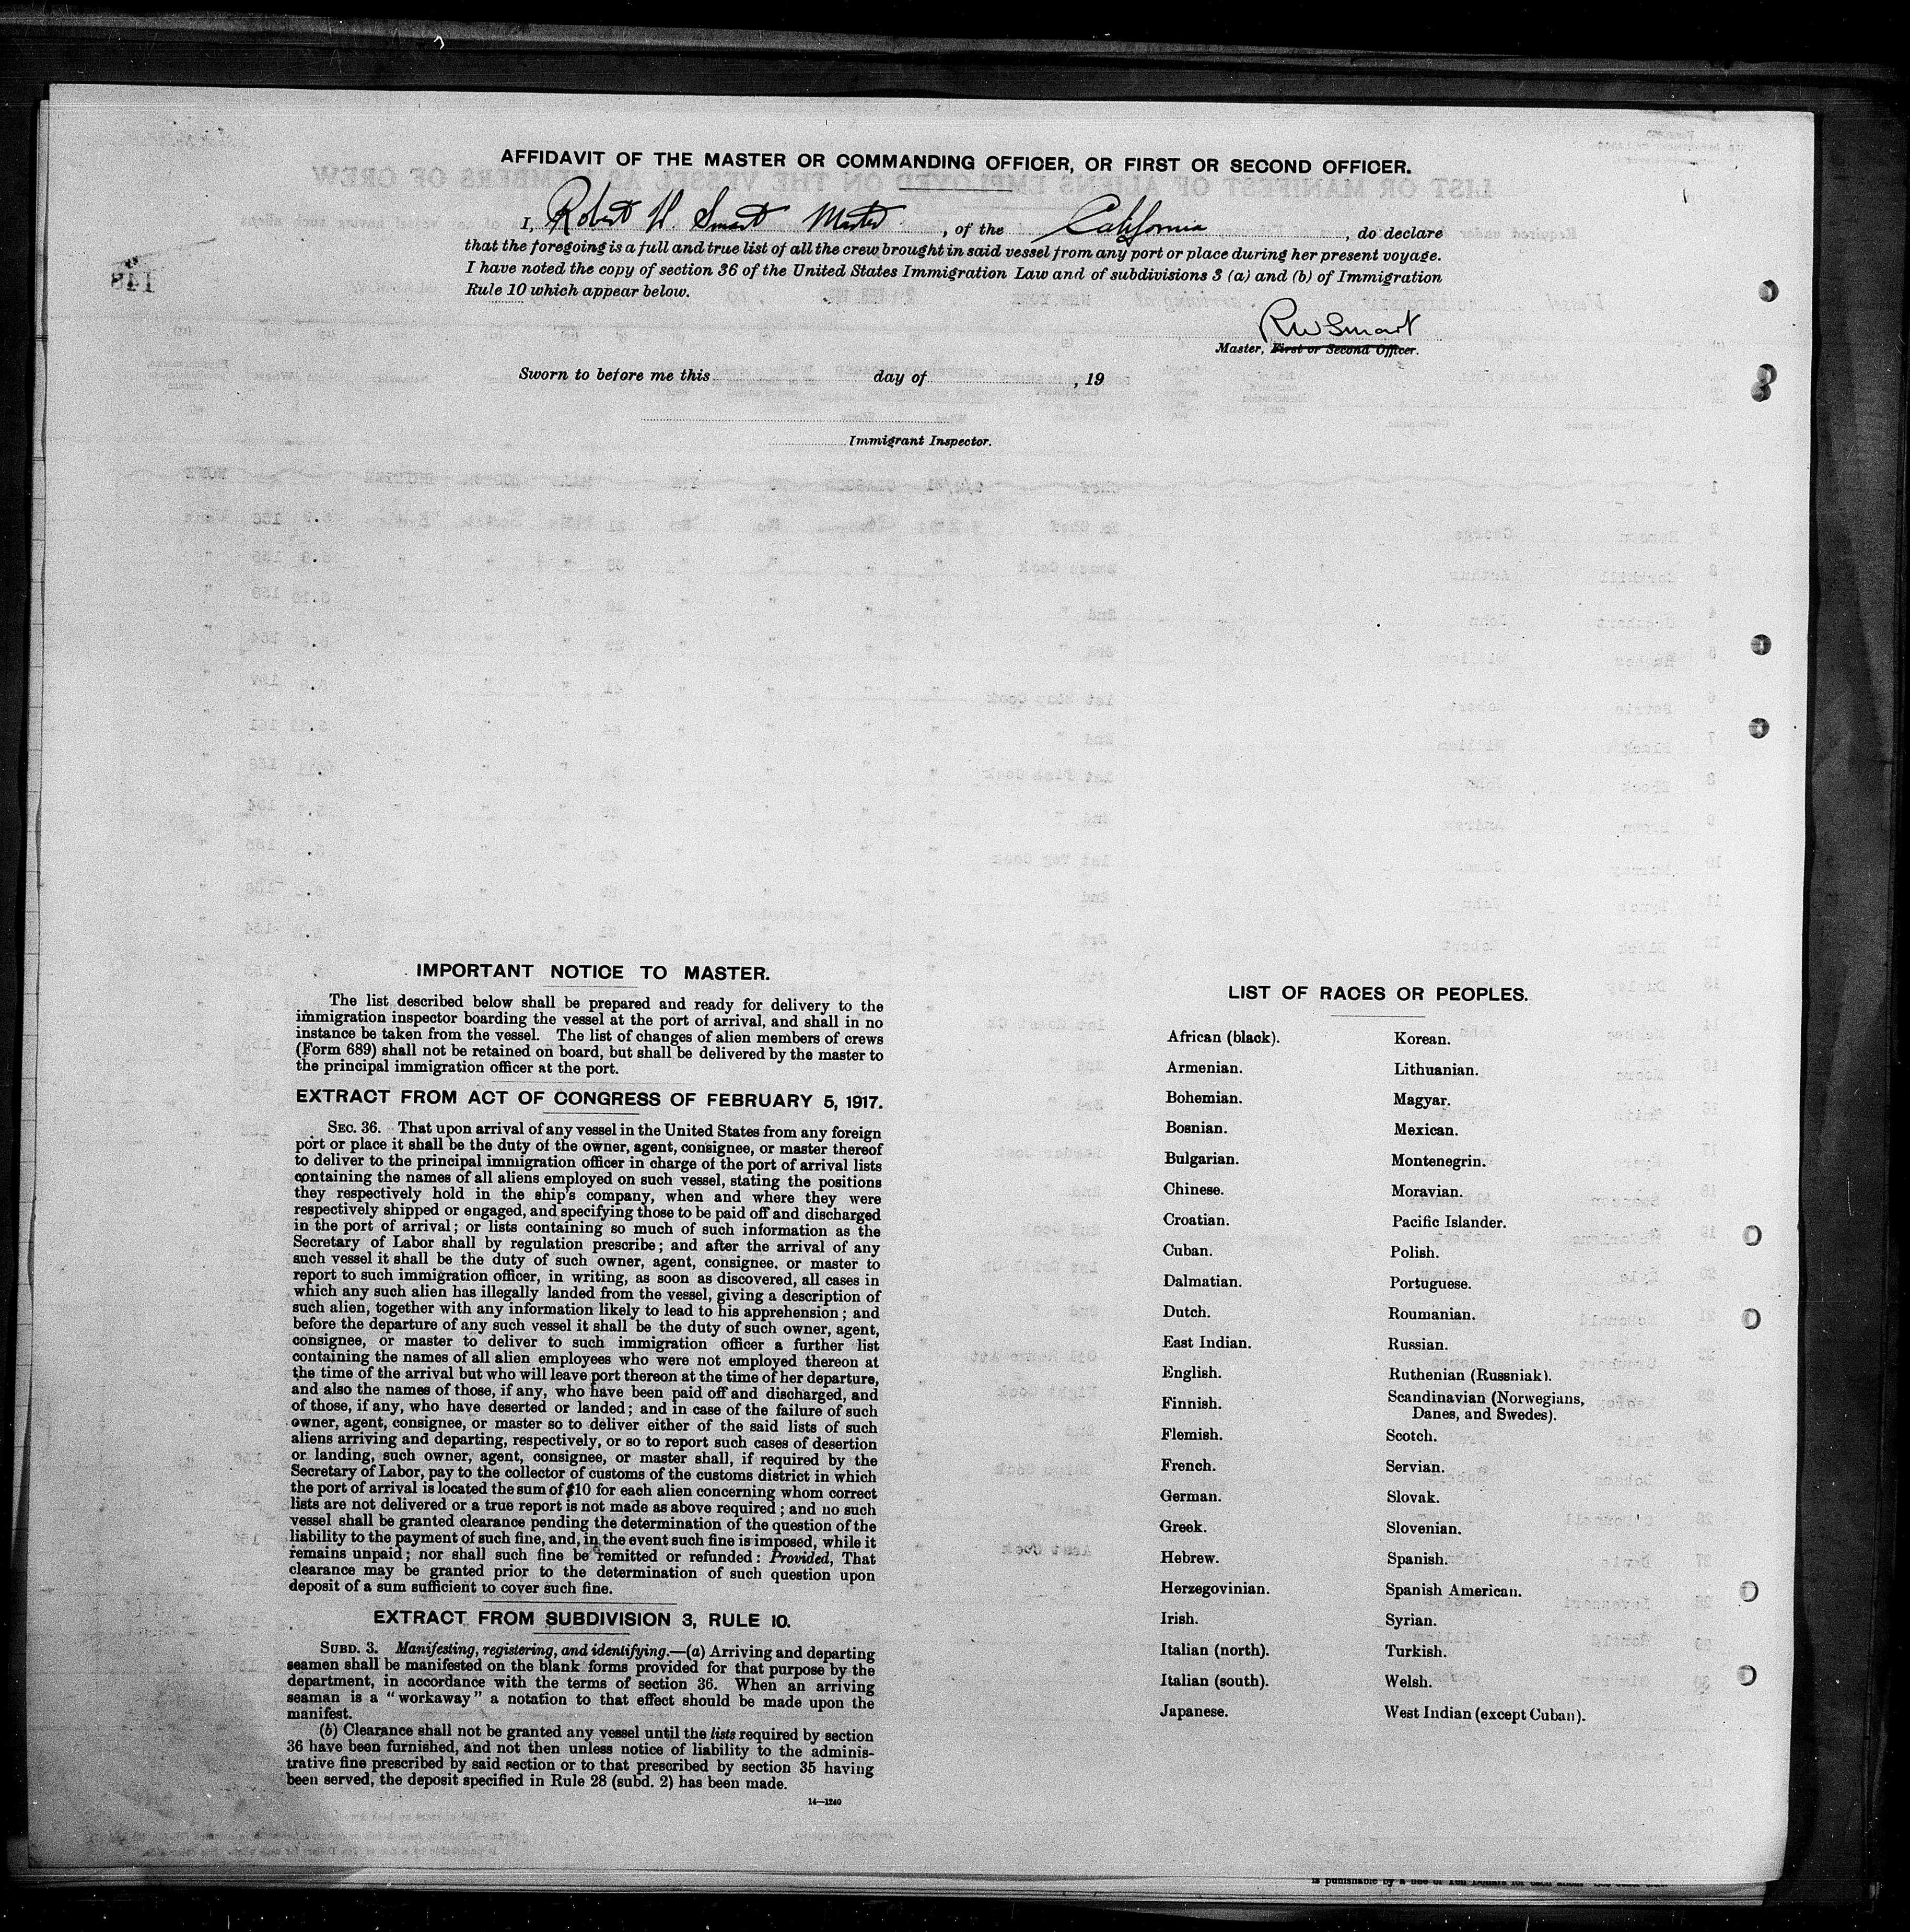 AFFIDAVIT OF THE MASTER OR COMMANDING OFFICER, OR FIRST OR SECOND OFFICER.
I, Robert W. Smart Master, of the California, do declare
that the foregoing is a full and true list of all the crew brought in said vessel from any port or place during her present voyage.
I have noted the copy of section 36 of the United States Immigration Law and of subdivisions 3 (a) and (b) of Immigration
Rule 10 which appear below.
RW Smart
Master, First or Second Officer.
Sworn to before me this day of , 19
Immigrant Inspector.
IMPORTANT NOTICE TO MASTER.
The list described below shall be prepared and ready for delivery to the
immigration inspector boarding the vessel at the port of arrival, and shall in no
instance be taken from the vessel. The list of changes of alien members of crews
(Form 689) shall not be retained on board, but shall be delivered by the master to
the principal immigration officer at the port.
EXTRACT FROM ACT OF CONGRESS OF FEBRUARY 5, 1917.
SEC. 36. That upon arrival of any vessel in the United States from any foreign
port or place it shall be the duty of the owner, agent, consignee, or master thereof
to deliver to the principal immigration officer in charge of the port of arrival lists
containing the names of all aliens employed on such vessel, stating the positions
they respectively hold in the ship's company, when and where they were
respectively shipped or engaged, and specifying those to be paid off and discharged
in the port of arrival; or lists containing so much of such information as the
Secretary of Labor shall by regulation prescribe; and after the arrival of any
such vessel it shall be the duty of such owner, agent, consignee. or master to
report to such immigration officer, in writing, as soon as discovered, all cases in
which any such alien has illegally landed from the vessel, giving a description of
such alien, together with any information likely to lead to his apprehension; and
before the departure of any such vessel it shall be the duty of such owner, agent,
consignee, or master to deliver to such immigration officer a further list
containing the names of all alien employees who were not employed thereon at
the time of the arrival but who will leave port thereon at the time of her departure,
and also the names of those, if any, who have been paid off and discharged, and
of those, if any, who have deserted or landed; and in case of the failure of such
owner, agent, consignee, or master so to deliver either of the said lists of such
aliens arriving and departing, respectively, or so to report such cases of desertion
or landing, such owner, agent, consignee, or master shall, if required by the
Secretary of Labor, pay to the collector of customs of the customs district in which
the port of arrival is located the sum of $10 for each alien concerning whom correct
lists are not delivered or a true report is not made as above required; and no such
vessel shall be granted clearance pending the determination of the question of the
liability to the payment of such fine, and, in the event such fine is imposed, while it
remains unpaid; nor shall such fine be remitted or refunded: Provided, That
clearance may be granted prior to the determination of such question upon
deposit of a sum sufficient to cover such fine.
EXTRACT FROM SUBDIVISION 3, RULE 10.
SUBD. 3. Manifesting, registering, and identifying.—(a) Arriving and departing
seamen shall be manifested on the blank forms provided for that purpose by the
department, in accordance with the terms of section 36. When an arriving
seaman is a "workaway" a notation to that effect should be made upon the
manifest.
(b) Clearance shall not be granted any vessel until the lists required by section
36 have been furnished, and not then unless notice of liability to the adminis-
trative fine prescribed by said section or to that prescribed by section 35 having
been served, the deposit specified in Rule 28 (subd. 2) has been made.
14—1240
LIST OF RACES OR PEOPLES.
African (black).
Armenian.
Bohemian.
Bosnian.
Bulgarian.
Chinese.
Croatian.
Cuban.
Dalmatian.
Dutch.
East Indian.
English.
Finnish.
Flemish.
French.
German.
Greek.
Hebrew.
Herzegovinian.
Irish.
Italian (north).
Italian (south).
Japanese.
Korean.
Lithuanian.
Magyar.
Mexican.
Montenegrin.
Moravian.
Pacific Islander.
Polish.
Portuguese.
Roumanian.
Russian.
Ruthenian (Russniak).
Scandinavian (Norwegians,
Danes, and Swedes).
Scotch.
Servian.
Slovak.
Slovenian.
Spanish.
Spanish American.
Syrian.
Turkish.
Welsh.
West Indian (except Cuban).